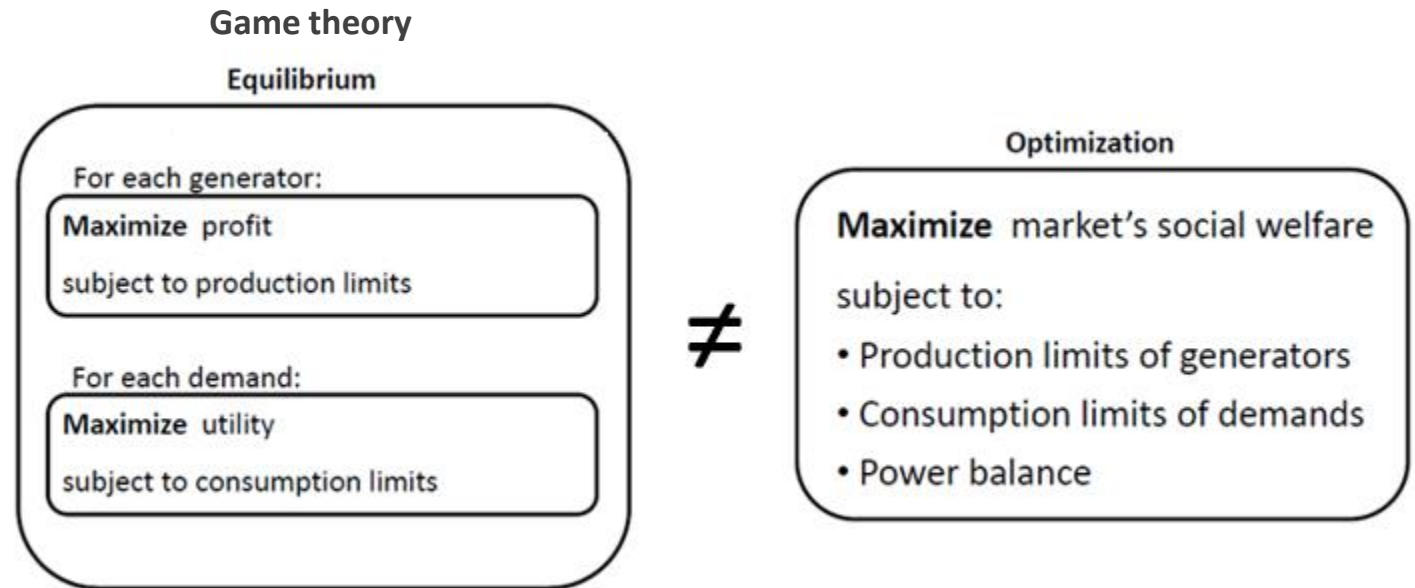 Game theory
Equilibrium
For each generator:
Maximize profit
subject to production limits
For each demand:
Maximize utility
subject to consumption limits
≠
Optimization
Maximize market's social welfare
subject to:
• Production limits of generators
• Consumption limits of demands
• Power balance